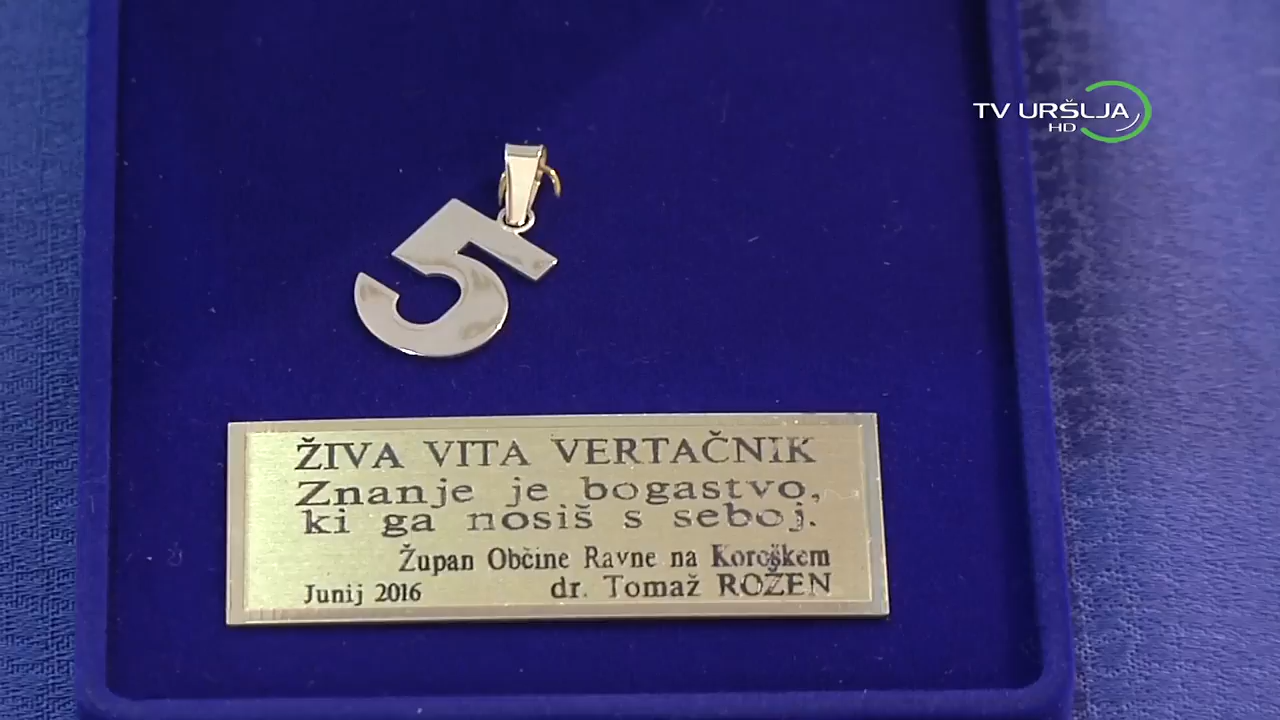 TV URŠLJA
HD
5
ŽIVA VITA VERTAČNIK
Znanje je bogastvo,
ki ga nosiš s seboj.
Župan Občine Ravne na Koroškem
Junij 2016 dr. Tomaž ROŽEN